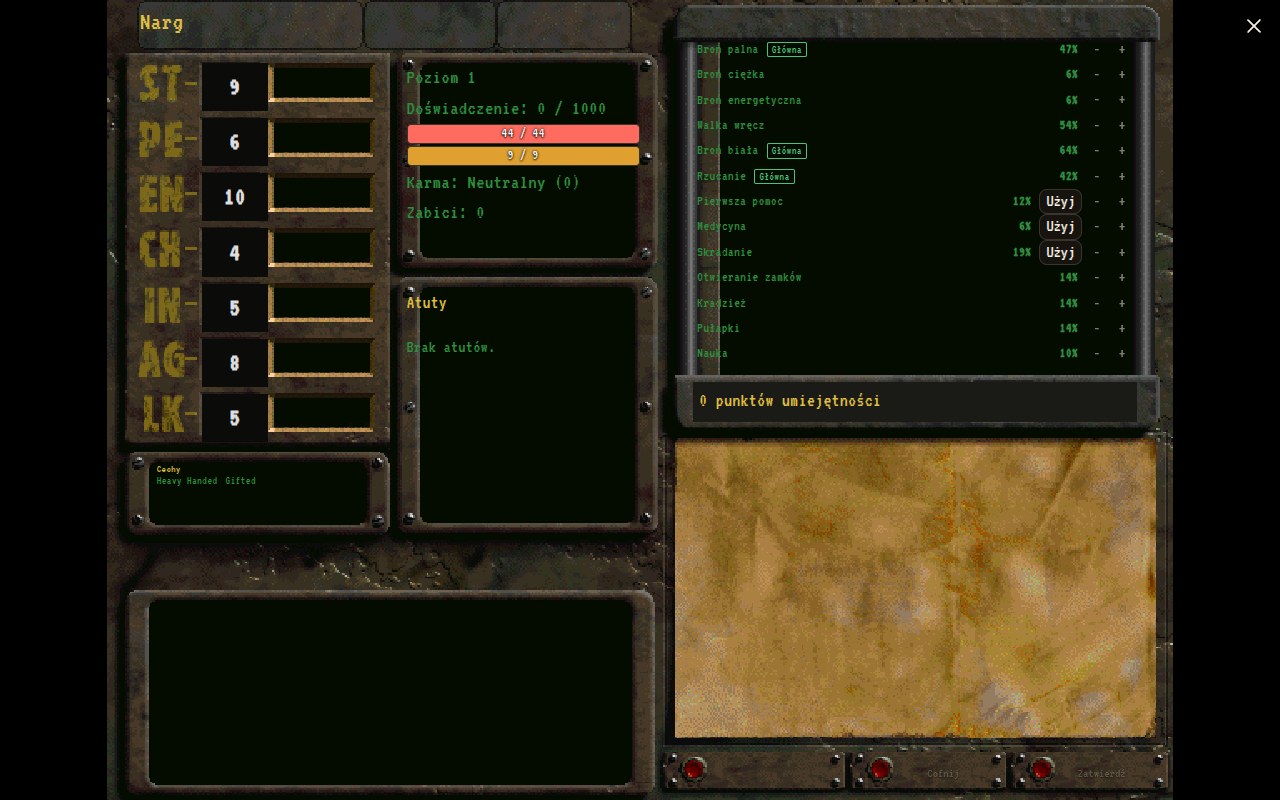 Narg
ST 9
PE 6
EN 10
CH 4
IN 5
AG 8
LK 5
Cechy
Heavy Handed Gifted
Poziom 1
Doświadczenie: 0 / 1000
44 / 44
9 / 9
Karma: Neutralny (0)
Zabici: 0
Atuty
Brak atutów.
Broń palna Główna 47% - +
Broń ciężka 6% - +
Broń energetyczna 6% - +
Walka wręcz 54% - +
Broń biała Główna 64% - +
Rzucanie Główna 42% - +
Pierwsza pomoc 12% Użyj - +
Medycyna 6% Użyj - +
Skradanie 19% Użyj - +
Otwieranie zamków 14% - +
Kradzież 14% - +
Pułapki 14% - +
Nauka 10% - +
0 punktów umiejętności
Cofnij
Zatwierdź